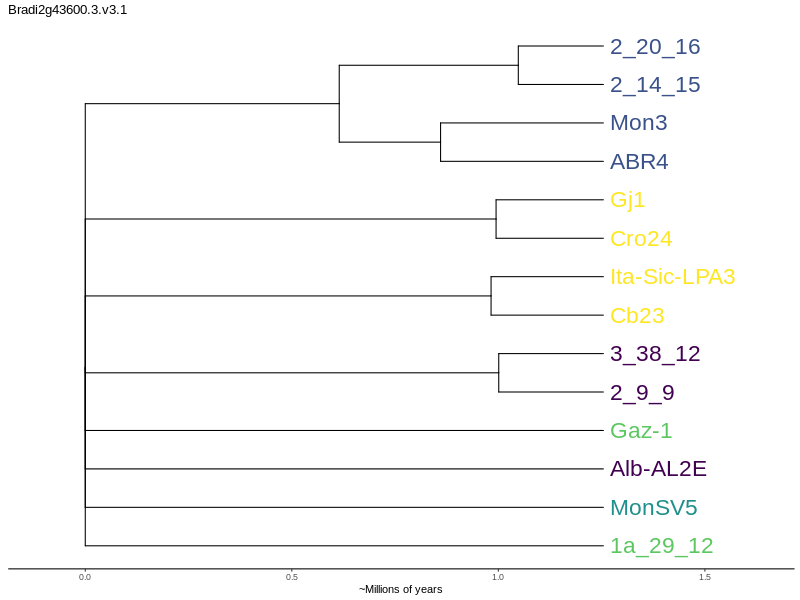 Bradi2g43600.3.v3.1
2_20_16
2_14_15
Mon3
ABR4
Gj1
Cro24
Ita-Sic-LPA3
Cb23
3_38_12
2_9_9
Gaz-1
Alb-AL2E
MonSV5
1a_29_12
0.0 0.5 1.0 1.5
~Millions of years